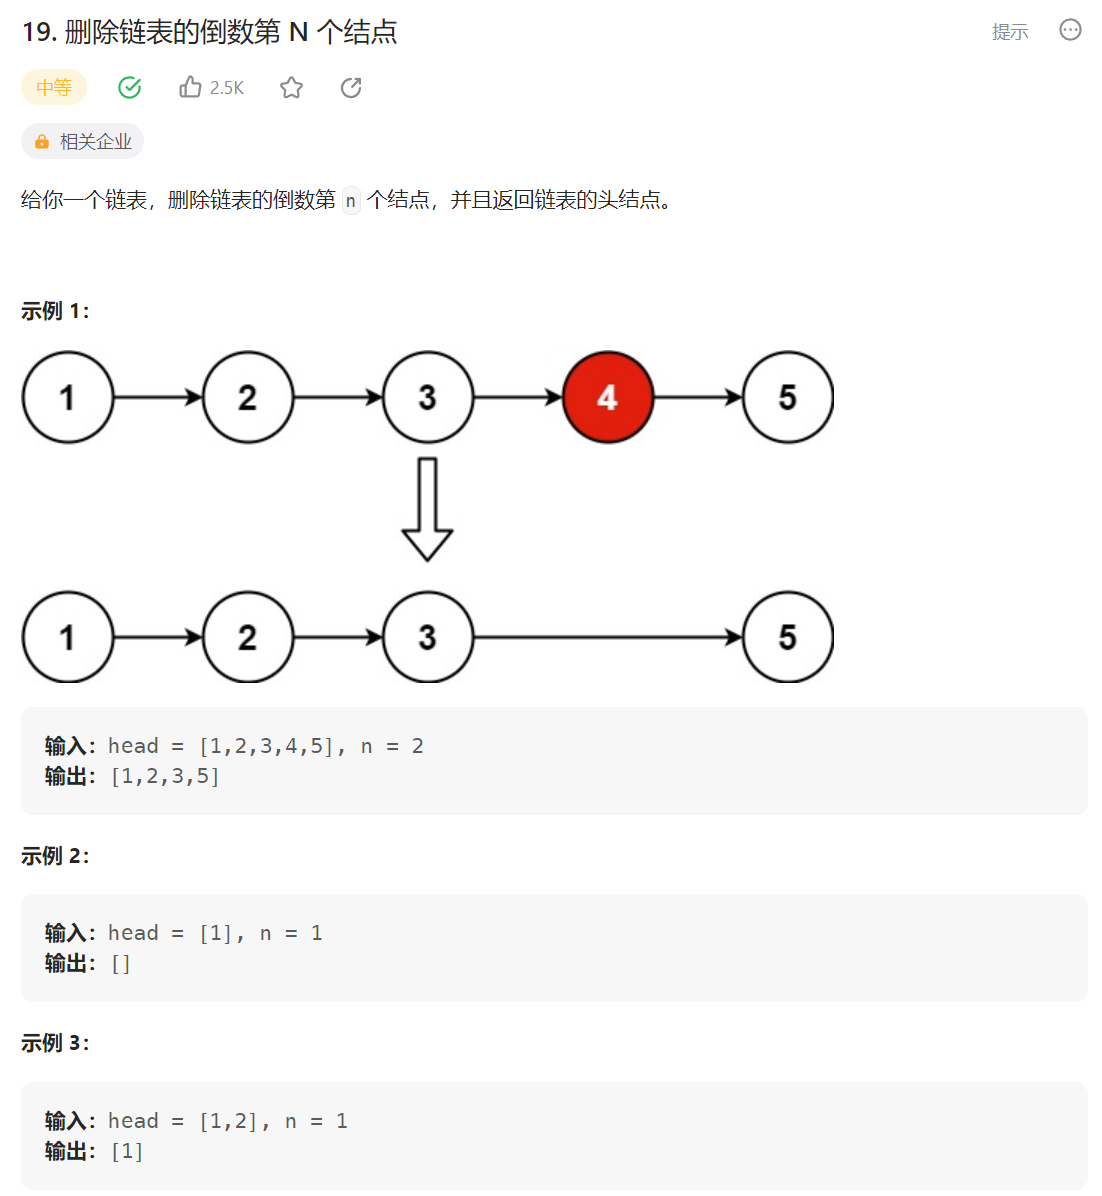 19. 删除链表的倒数第 N 个结点
提示
中等
2.5K
相关企业
给你一个链表，删除链表的倒数第 n 个结点，并且返回链表的头结点。
示例 1：
1 2 3 4 5
1 2 3 5
输入：head = [1,2,3,4,5], n = 2
输出：[1,2,3,5]
示例 2：
输入：head = [1], n = 1
输出：[]
示例 3：
输入：head = [1,2], n = 1
输出：[1]